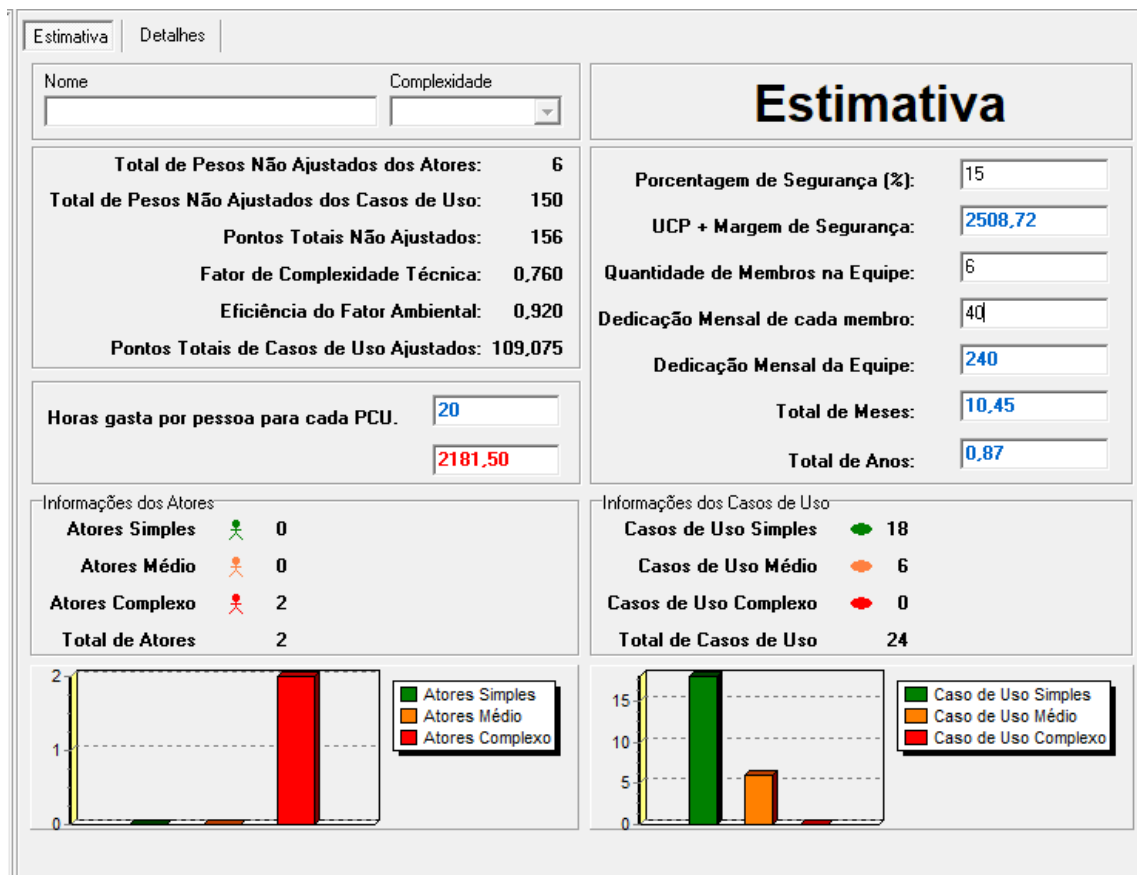 Estimativa
Detalhes
Nome
Complexidade
Estimativa
Total de Pesos Não Ajustados dos Atores: 6
Total de Pesos Não Ajustados dos Casos de Uso: 150
Pontos Totais Não Ajustados: 156
Fator de Complexidade Técnica: 0,760
Eficiência do Fator Ambiental: 0,920
Pontos Totais de Casos de Uso Ajustados: 109,075
Porcentagem de Segurança (%): 15
UCP + Margem de Segurança: 2508,72
Quantidade de Membros na Equipe: 6
Dedicação Mensal de cada membro: 40
Dedicação Mensal da Equipe: 240
Total de Meses: 10,45
Total de Anos: 0,87
Horas gasta por pessoa para cada PCU. 20
2181,50
Informações dos Atores
Atores Simples 0
Atores Médio 0
Atores Complexo 2
Total de Atores 2
Informações dos Casos de Uso
Casos de Uso Simples 18
Casos de Uso Médio 6
Casos de Uso Complexo 0
Total de Casos de Uso 24
2
1
0
Atores Simples
Atores Médio
Atores Complexo
15
10
5
0
Caso de Uso Simples
Caso de Uso Médio
Caso de Uso Complexo